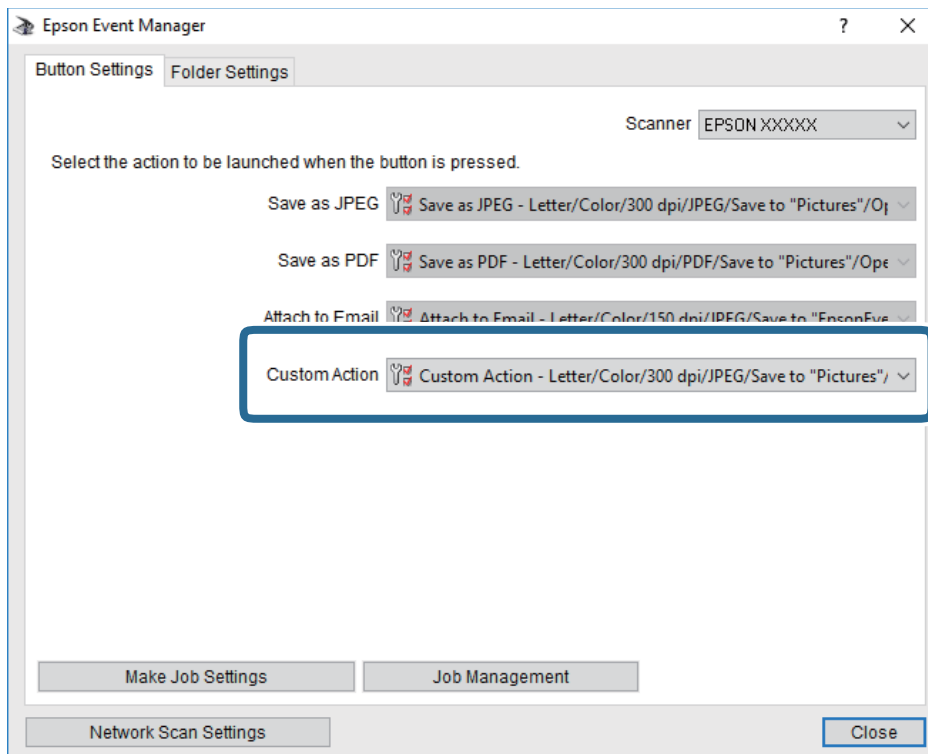 Epson Event Manager
Button Settings Folder Settings
Scanner EPSON XXXXX
Select the action to be launched when the button is pressed.
Save as JPEG Save as JPEG - Letter/Color/300 dpi/JPEG/Save to "Pictures"/Op
Save as PDF Save as PDF - Letter/Color/300 dpi/PDF/Save to "Pictures"/Ope
Attach to Email Attach to Email - Letter/Color/150 dpi/JPEG/Save to "EpsonEve
Custom Action Custom Action - Letter/Color/300 dpi/JPEG/Save to "Pictures"/
Make Job Settings Job Management
Network Scan Settings Close